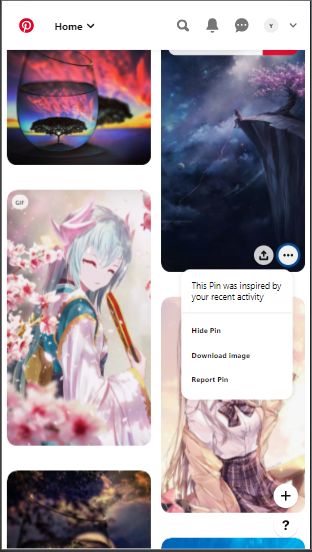 Home
Y
GIF
This Pin was inspired by
your recent activity
Hide Pin
Download image
Report Pin
+
?